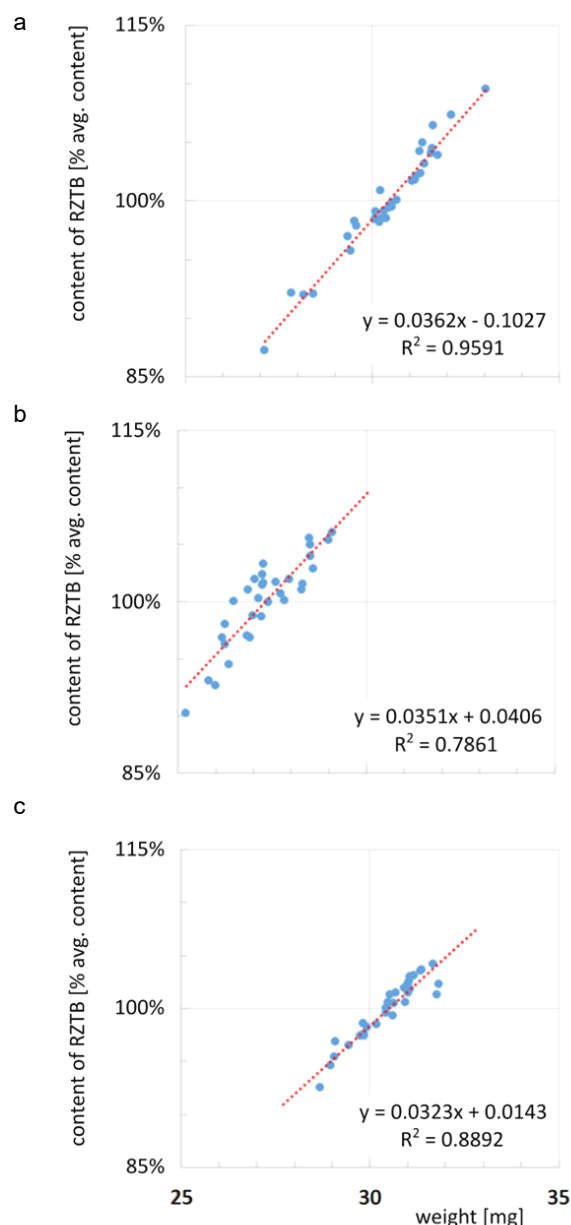 a
115%
content of RZTB [% avg. content]
100%
y = 0.0362x - 0.1027
R² = 0.9591
85%
b
115%
content of RZTB [% avg. content]
100%
y = 0.0351x + 0.0406
R² = 0.7861
85%
c
115%
content of RZTB [% avg. content]
100%
y = 0.0323x + 0.0143
R² = 0.8892
85%
25 30 35
weight [mg]